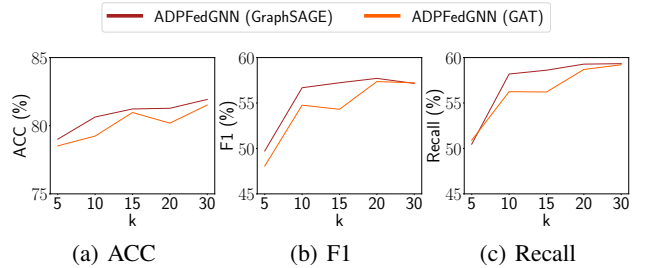 ADPFedGNN (GraphSAGE) ADPFedGNN (GAT)
ACC (%)
85
80
75
5 10 15 20 30
k
(a) ACC
F1 (%)
60
55
50
45
5 10 15 20 30
k
(b) F1
Recall (%)
60
55
50
45
5 10 15 20 30
k
(c) Recall